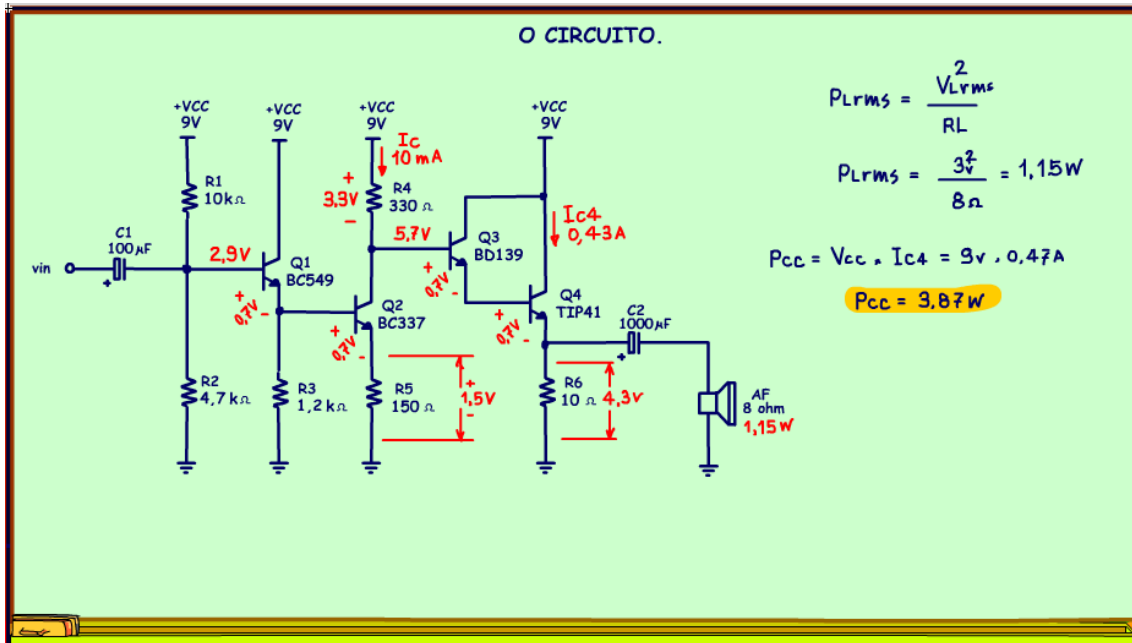 O CIRCUITO.
+VCC
9V
+VCC
9V
+VCC
9V
+VCC
9V
Ic
10 mA
R1
10kΩ
+
3.3V
-
R4
330 Ω
C1
100µF
vin
+
2,9V
Q1
BC549
+
0,7V
-
5,7V
Q2
BC337
+
0,7V
-
Q3
BD139
+
0,7V
-
Ic4
0,43A
Q4
TIP41
+
0,7V
-
C2
1000µF
+
R2
4,7 kΩ
R3
1,2 kΩ
R5
150 Ω
+
1,5V
-
R6
10 Ω
4,3V
AF
8 ohm
1,15W
PLrms = VLrms² / RL
PLrms = 3v² / 8Ω = 1,15W
Pcc = Vcc . Ic4 = 9v . 0,47A
Pcc = 3,87W